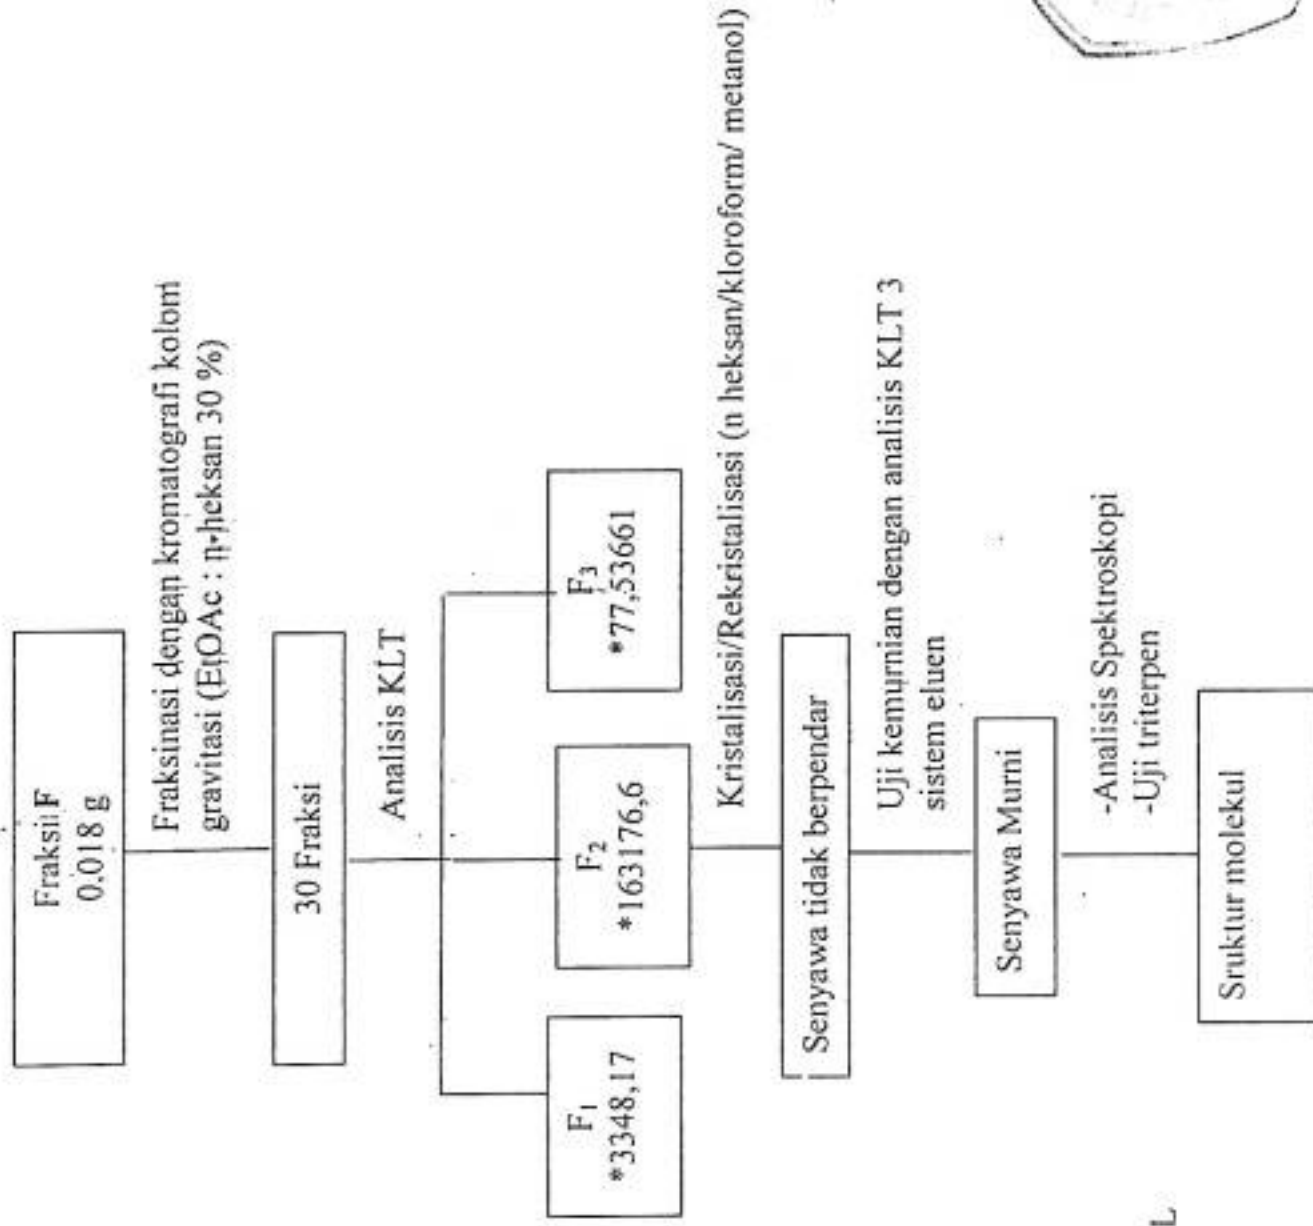 Fraksi F
0,018 g
Fraksinasi dengan kromatografi kolom
gravitasi (EtOAc : n-heksan 30 %)
30 Fraksi
Analisis KLT
F1
*3348,17
F2
*163176,6
F3
*77,53661
Kristalisasi/Rekristalisasi (n heksan/kloroform/ metanol)
Senyawa tidak berpendar
Uji kemurnian dengan analisis KLT 3
sistem eluen
Senyawa Murni
-Analisis Spektroskopi
-Uji triterpen
Sruktur molekul
L